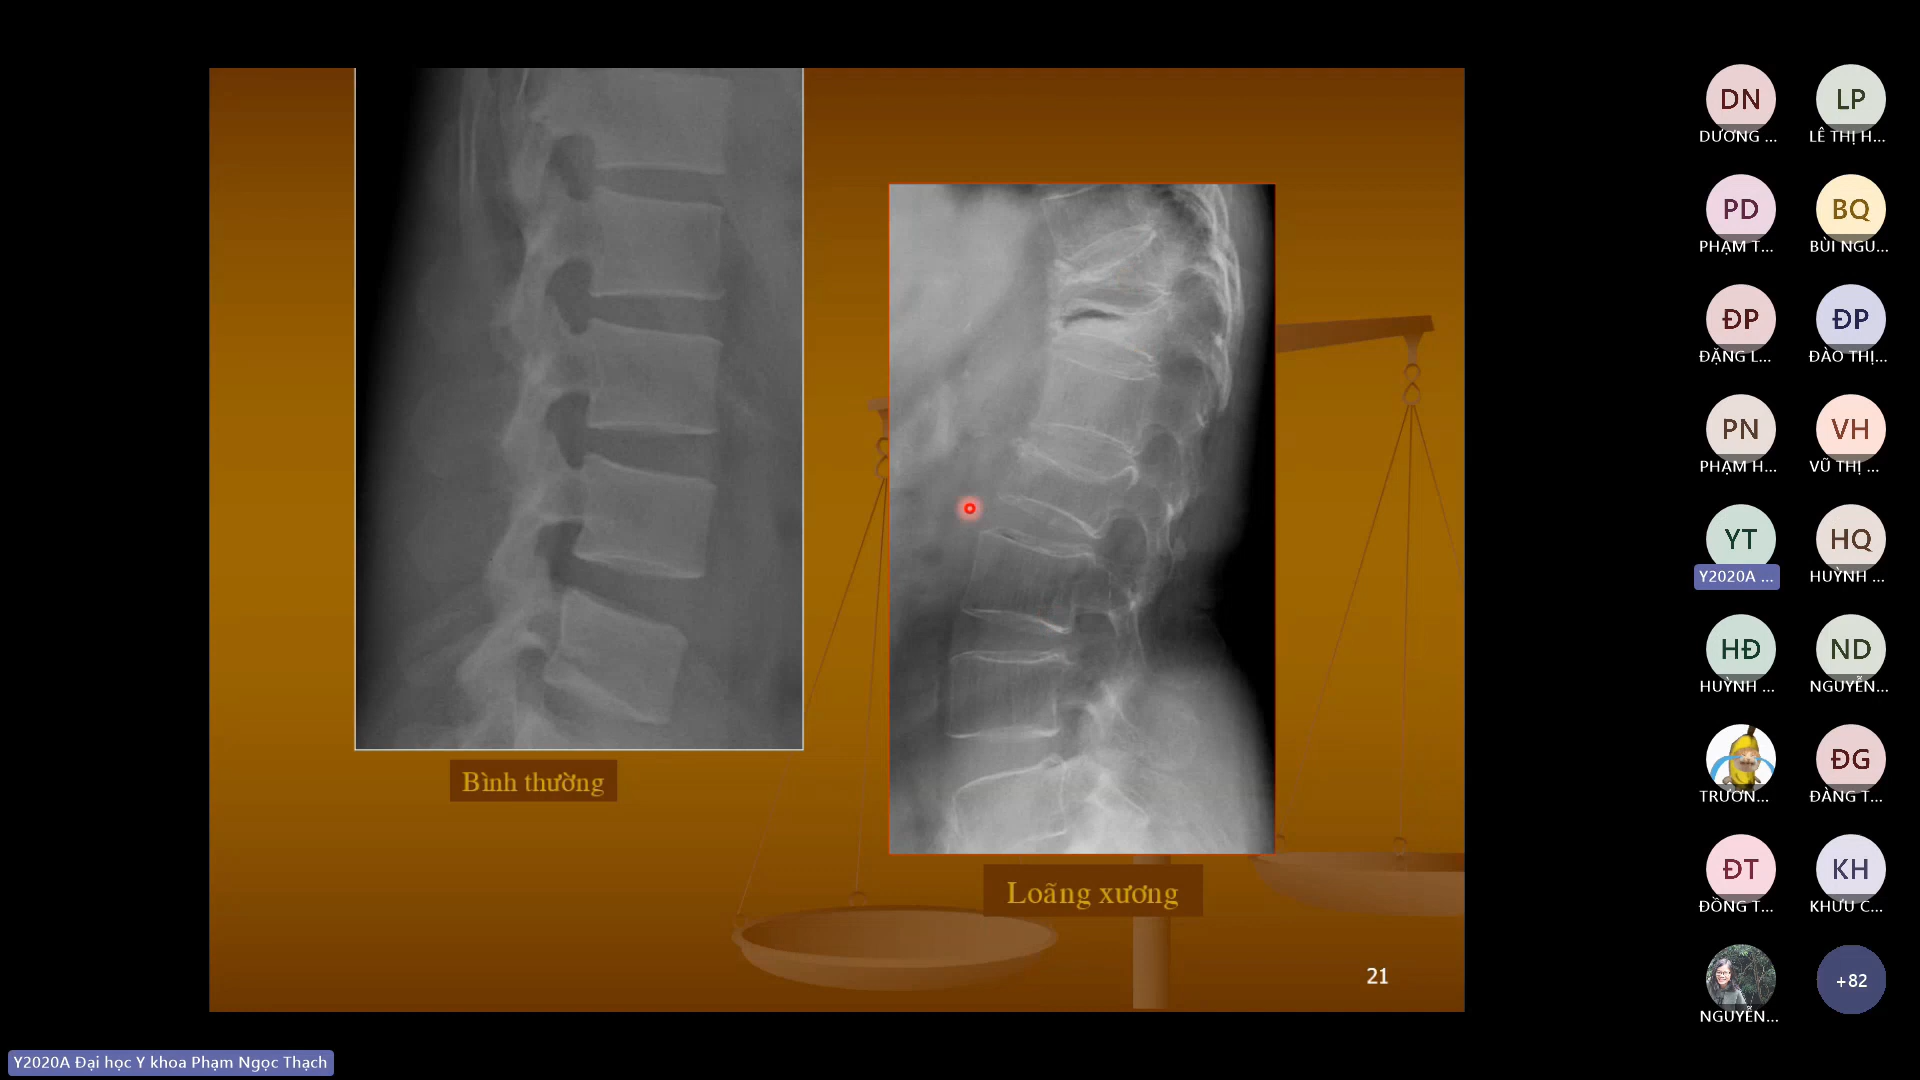 Bình thường
Loãng xương
21
DN
DƯƠNG ...
LP
LÊ THỊ H...
PD
PHẠM T...
BQ
BÙI NGU...
ĐP
ĐẶNG L...
ĐP
ĐÀO THỊ...
PN
PHẠM H...
VH
VŨ THỊ ...
YT
Y2020A ...
HQ
HUỲNH ...
HĐ
HUỲNH ...
ND
NGUYỄN...
TRƯƠN...
ĐG
ĐÀNG T...
ĐT
ĐỒNG T...
KH
KHƯU C...
NGUYỄN...
+82
Y2020A Đại học Y khoa Phạm Ngọc Thạch